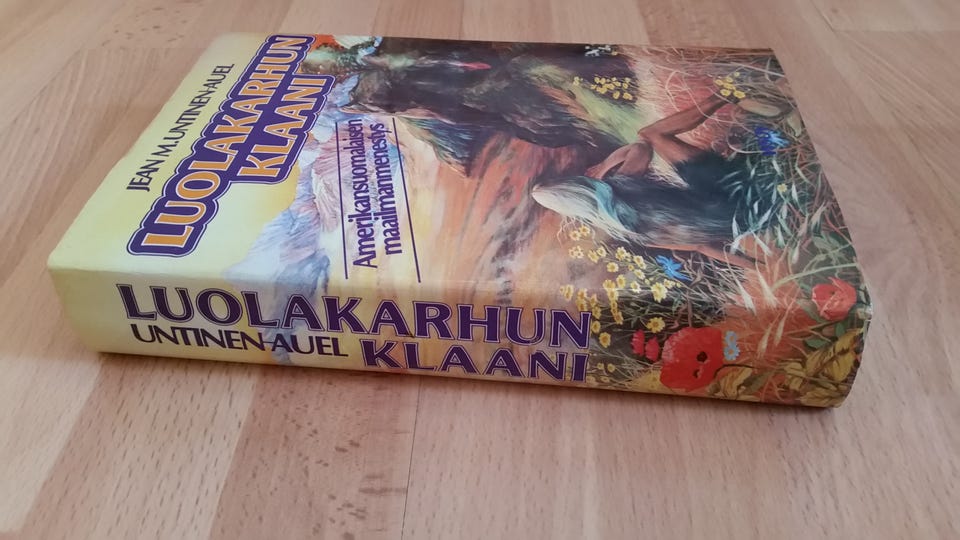 JEAN M. UNTINEN-AUEL
LUOLAKARHUN
KLAANI
Amerikansuomalaisen
maailmanmenestys
LUOLAKARHUN
UNTINEN-AUEL KLAANI